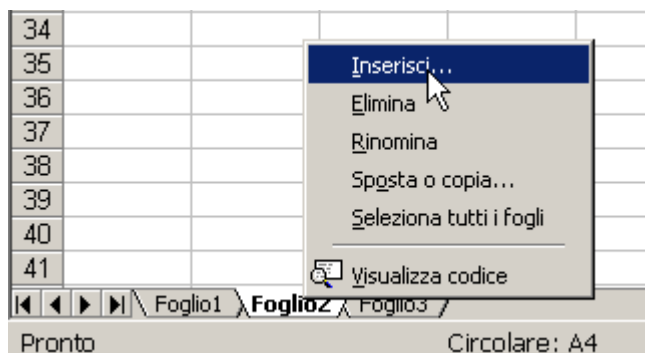 34
35
36
37
38
39
40
41
Inserisci...
Elimina
Rinomina
Sposta o copia...
Seleziona tutti i fogli
Visualizza codice
Foglio1 Foglio2 Foglio3
Pronto Circolare: A4